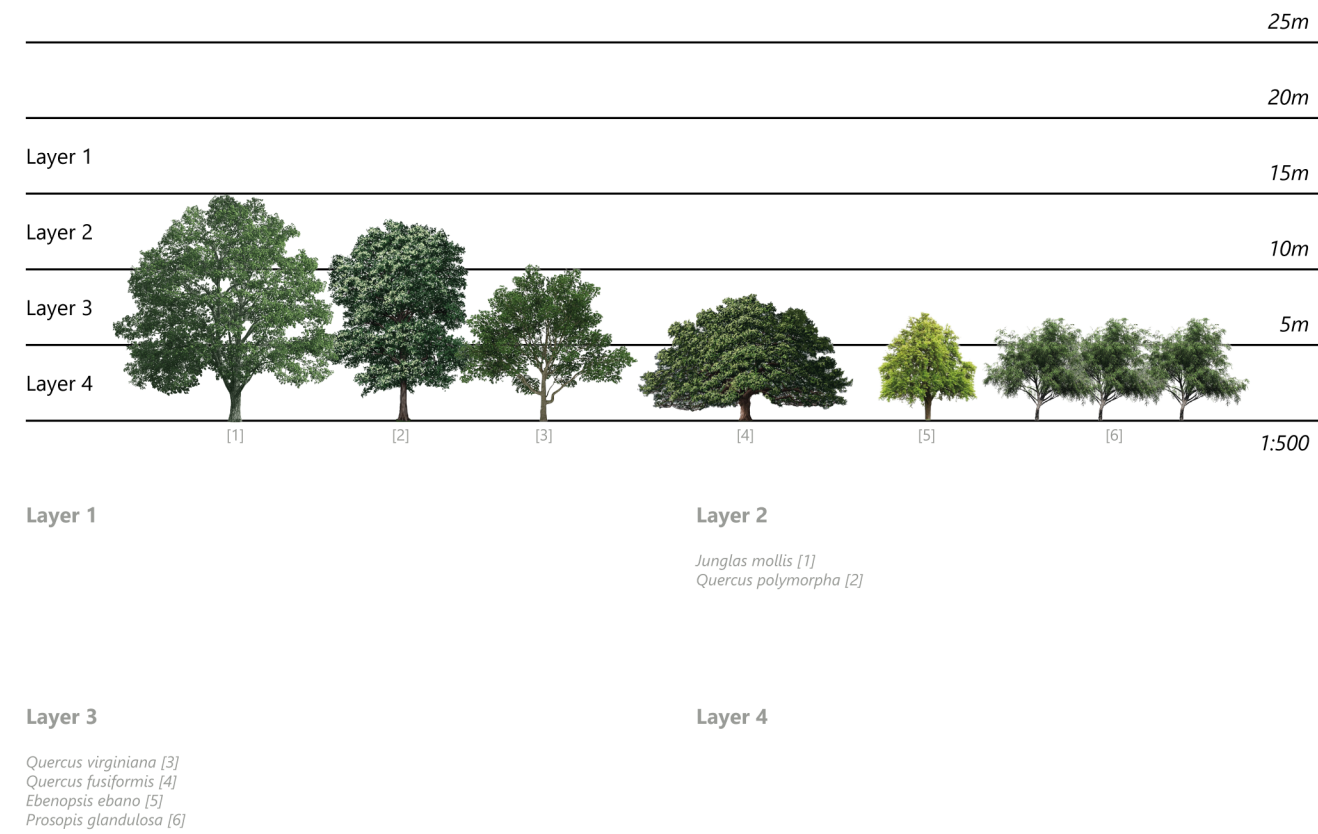 25m
20m
Layer 1
15m
Layer 2
10m
Layer 3
5m
Layer 4
[1] [2] [3] [4] [5] [6]
1:500
Layer 1
Layer 2
Junglas mollis [1]
Quercus polymorpha [2]
Layer 3
Quercus virginiana [3]
Quercus fusiformis [4]
Ebenopsis ebano [5]
Prosopis glandulosa [6]
Layer 4